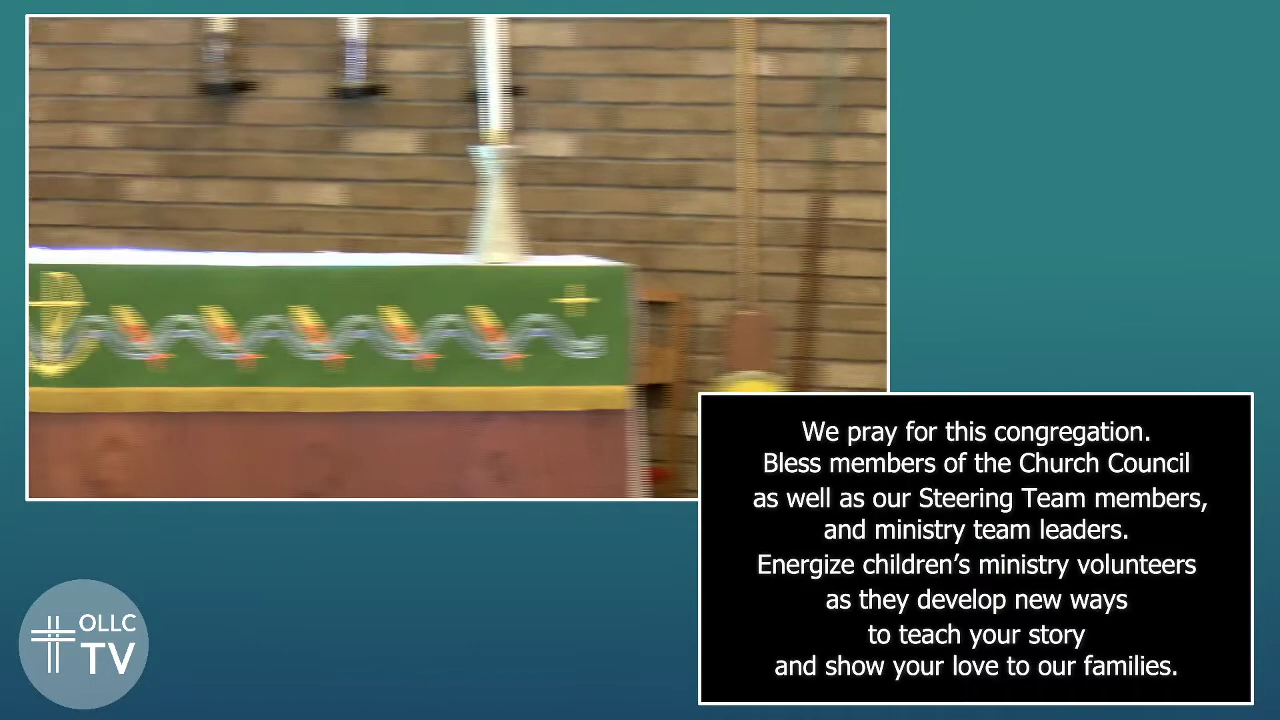 We pray for this congregation.
Bless members of the Church Council
as well as our Steering Team members,
and ministry team leaders.
Energize children's ministry volunteers
as they develop new ways
to teach your story
and show your love to our families.
OLLC
TV